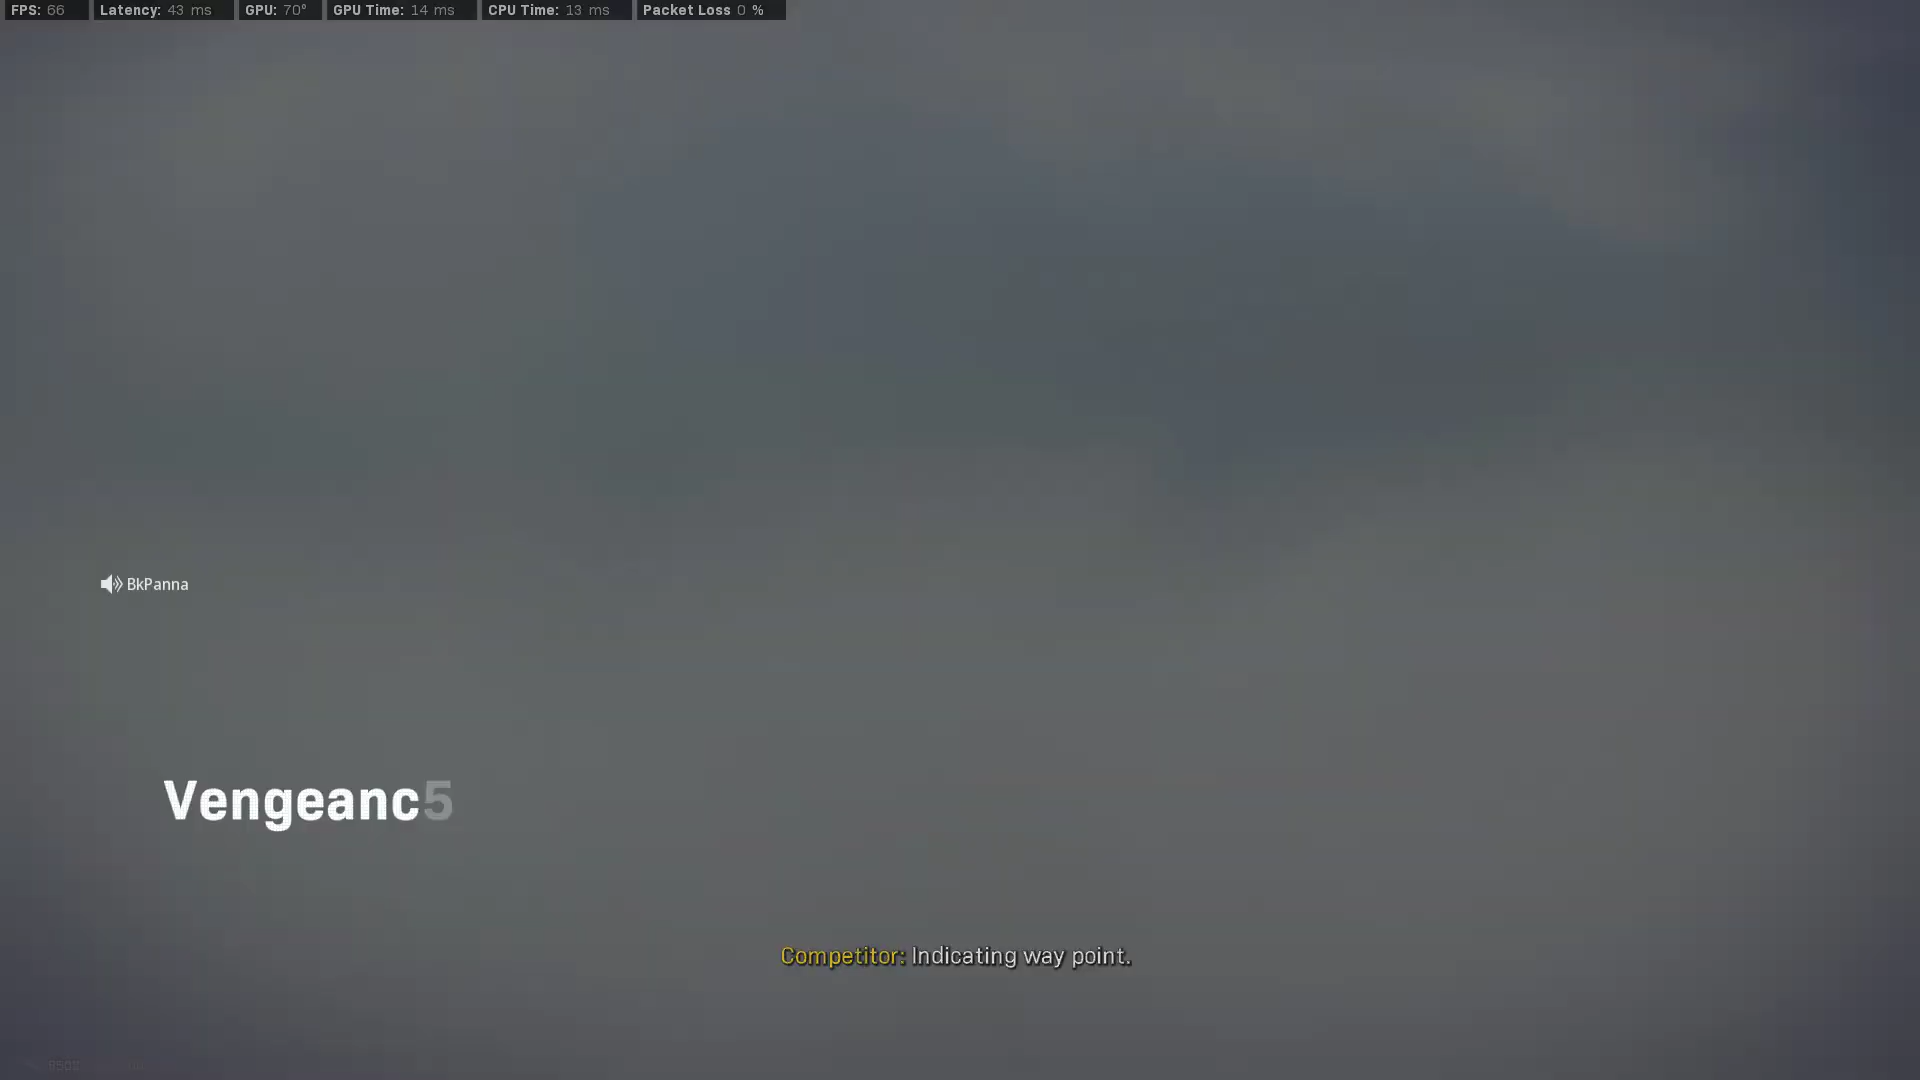 FPS: 66 Latency: 43 ms GPU: 70° GPU Time: 14 ms CPU Time: 13 ms Packet Loss 0 %
BkPanna
Vengeanc5
Competitor: Indicating way point.